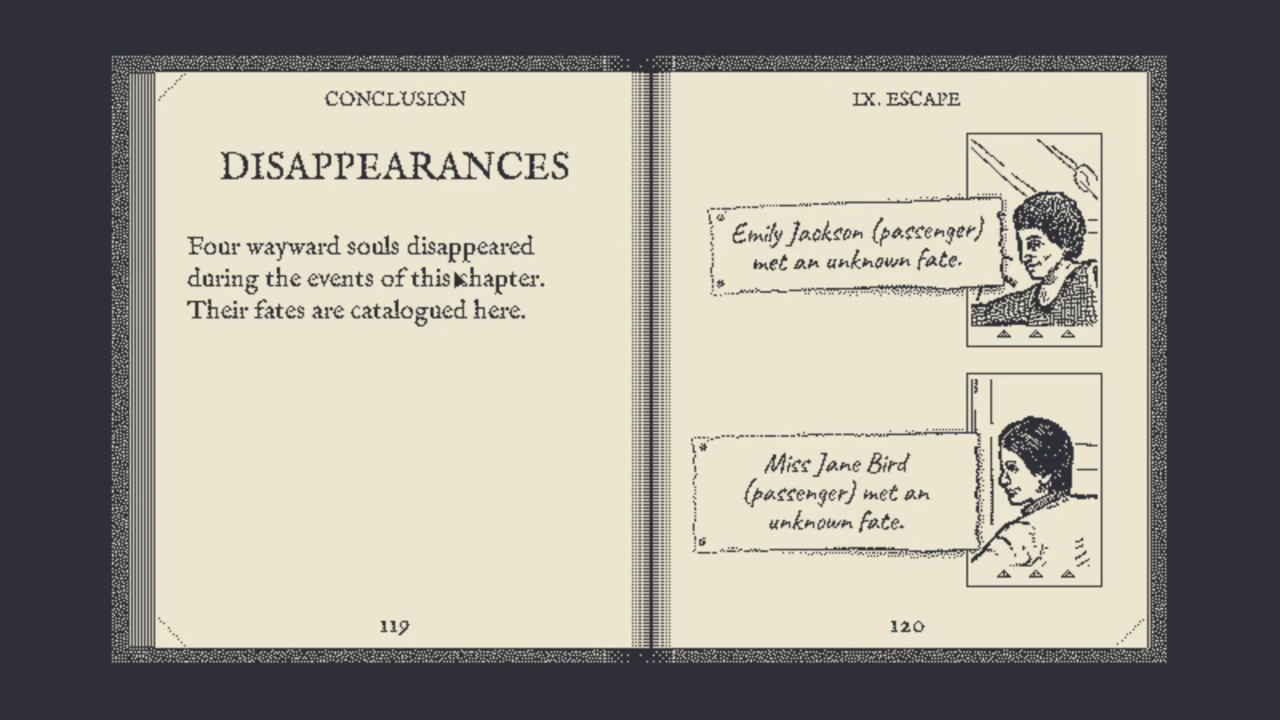 CONCLUSION
DISAPPEARANCES
Four wayward souls disappeared
during the events of this chapter.
Their fates are catalogued here.
119
IX. ESCAPE
Emily Jackson (passenger)
met an unknown fate.
Miss Jane Bird
(passenger) met an
unknown fate.
120